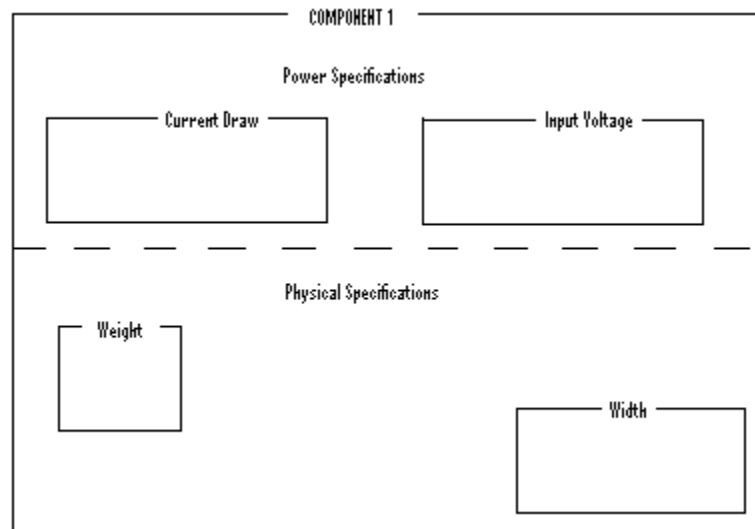 COMPONENT 1
Power Specifications
Current Draw
Input Voltage
Physical Specifications
Weight
Width